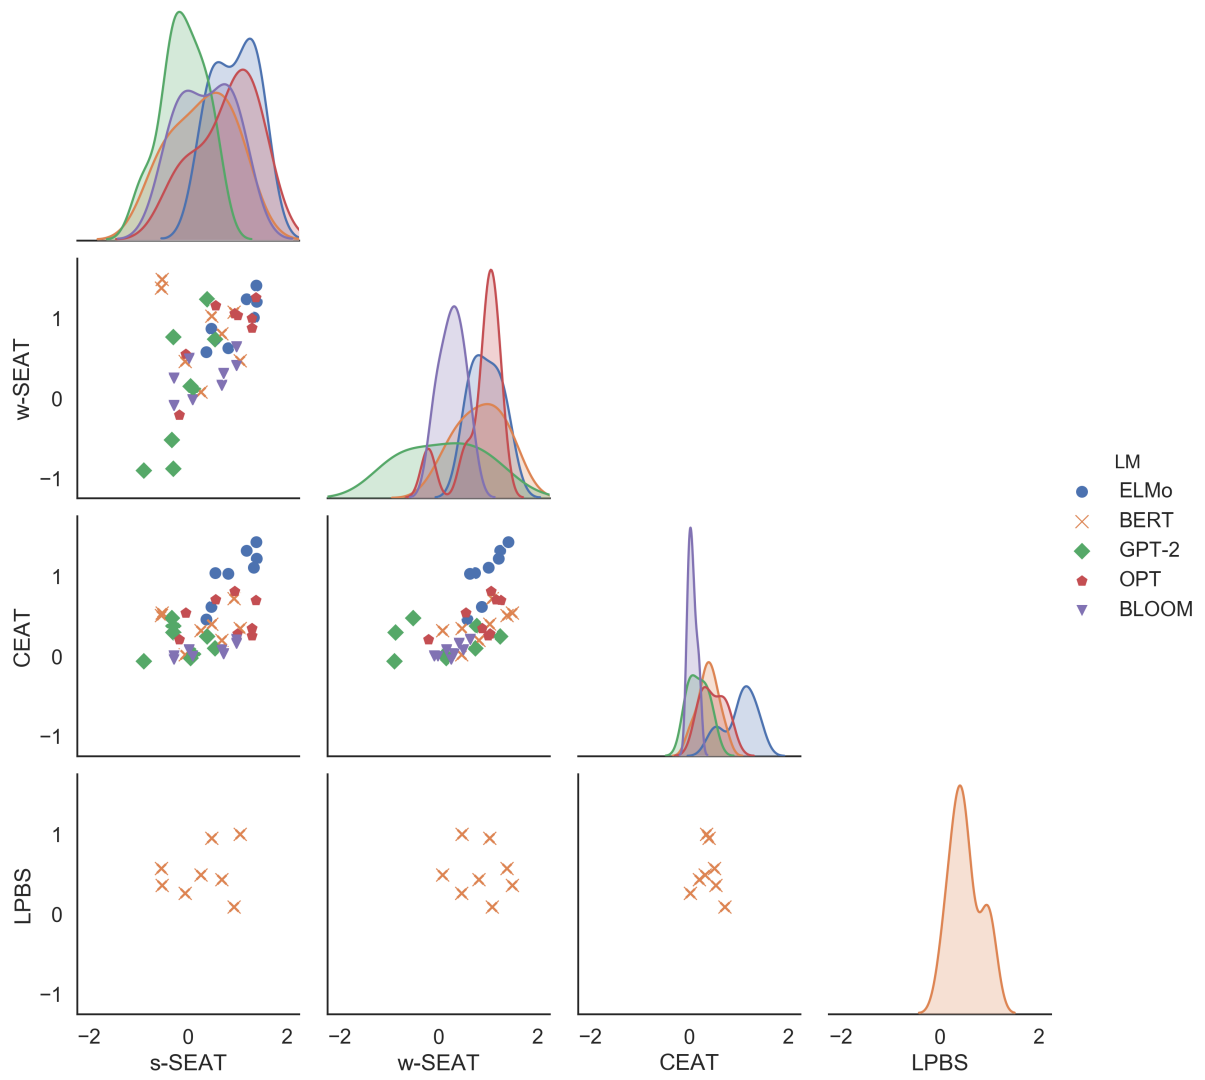 w-SEAT
1
0
−1
CEAT
1
0
−1
LPBS
1
0
−1
−2 0 2
s-SEAT
−2 0 2
w-SEAT
−2 0 2
CEAT
−2 0 2
LPBS
LM
ELMo
BERT
GPT-2
OPT
BLOOM